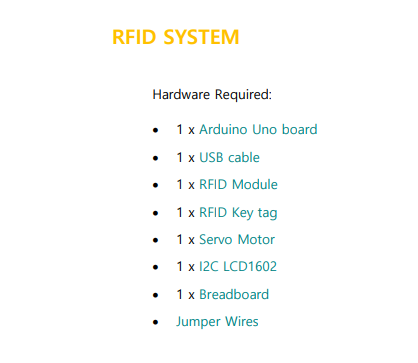 RFID SYSTEM
Hardware Required:
• 1 x Arduino Uno board
• 1 x USB cable
• 1 x RFID Module
• 1 x RFID Key tag
• 1 x Servo Motor
• 1 x I2C LCD1602
• 1 x Breadboard
• Jumper Wires